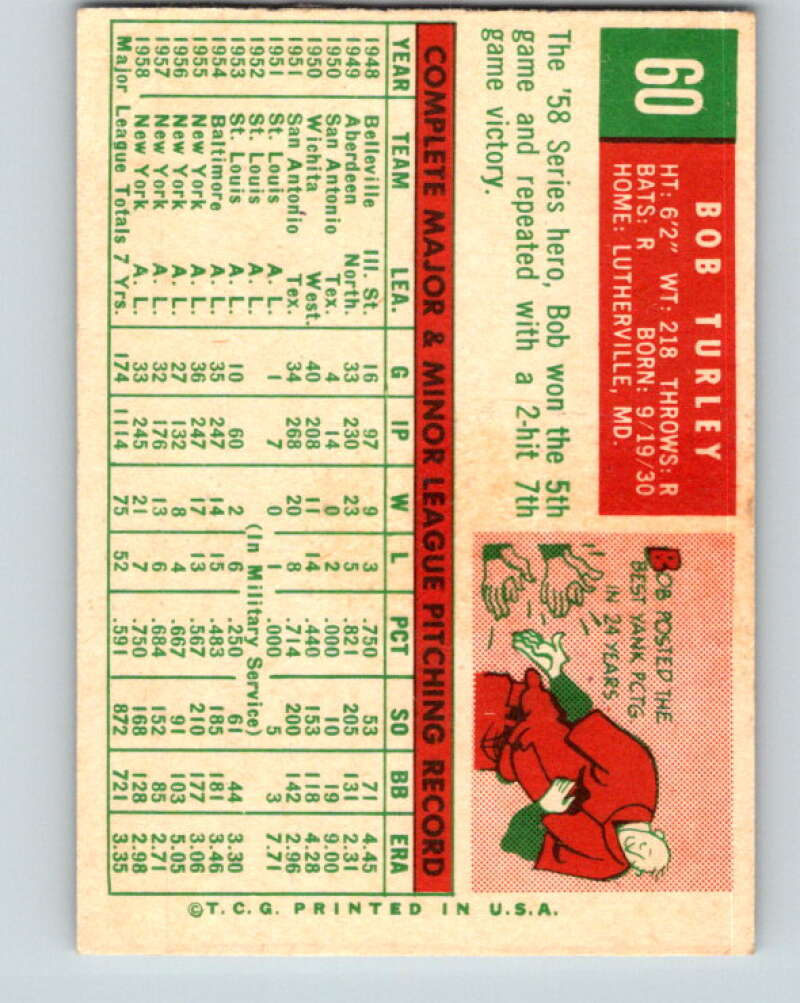 60
BOB TURLEY
HT: 6'2" WT: 218 THROWS: R
BATS: R BORN: 9/19/30
HOME: LUTHERVILLE, MD.
The '58 Series hero, Bob won the 5th
game and repeated with a 2-hit 7th
game victory.
BOB POSTED THE
BEST YANK PCTG
IN 24 YEARS.
COMPLETE MAJOR & MINOR LEAGUE PITCHING RECORD
YEAR TEAM LEA. G IP W L PCT SO BB ERA
1948 Belleville Ill. St. 16 97 9 3 .750 53 71 4.45
1949 Aberdeen North. 33 230 23 5 .821 205 131 2.31
1950 San Antonio Tex. 4 14 0 2 .000 10 19 9.00
1950 Wichita West. 40 208 11 14 .440 153 118 4.28
1951 San Antonio Tex. 34 268 20 8 .714 200 142 2.96
1951 St. Louis A. L. 1 7 0 1 .000 5 3 7.71
1952 St. Louis A. L. (In Military Service)
1953 St. Louis A. L. 10 60 2 6 .250 61 44 3.30
1954 Baltimore A. L. 35 247 14 15 .483 185 181 3.46
1955 New York A. L. 36 247 17 13 .567 210 177 3.06
1956 New York A. L. 27 132 8 4 .667 91 103 5.05
1957 New York A. L. 32 176 13 6 .684 152 85 2.71
1958 New York A. L. 33 245 21 7 .750 168 128 2.98
Major League Totals 7 Yrs. 174 1114 75 52 .591 872 721 3.35
©T.C.G. PRINTED IN U.S.A.